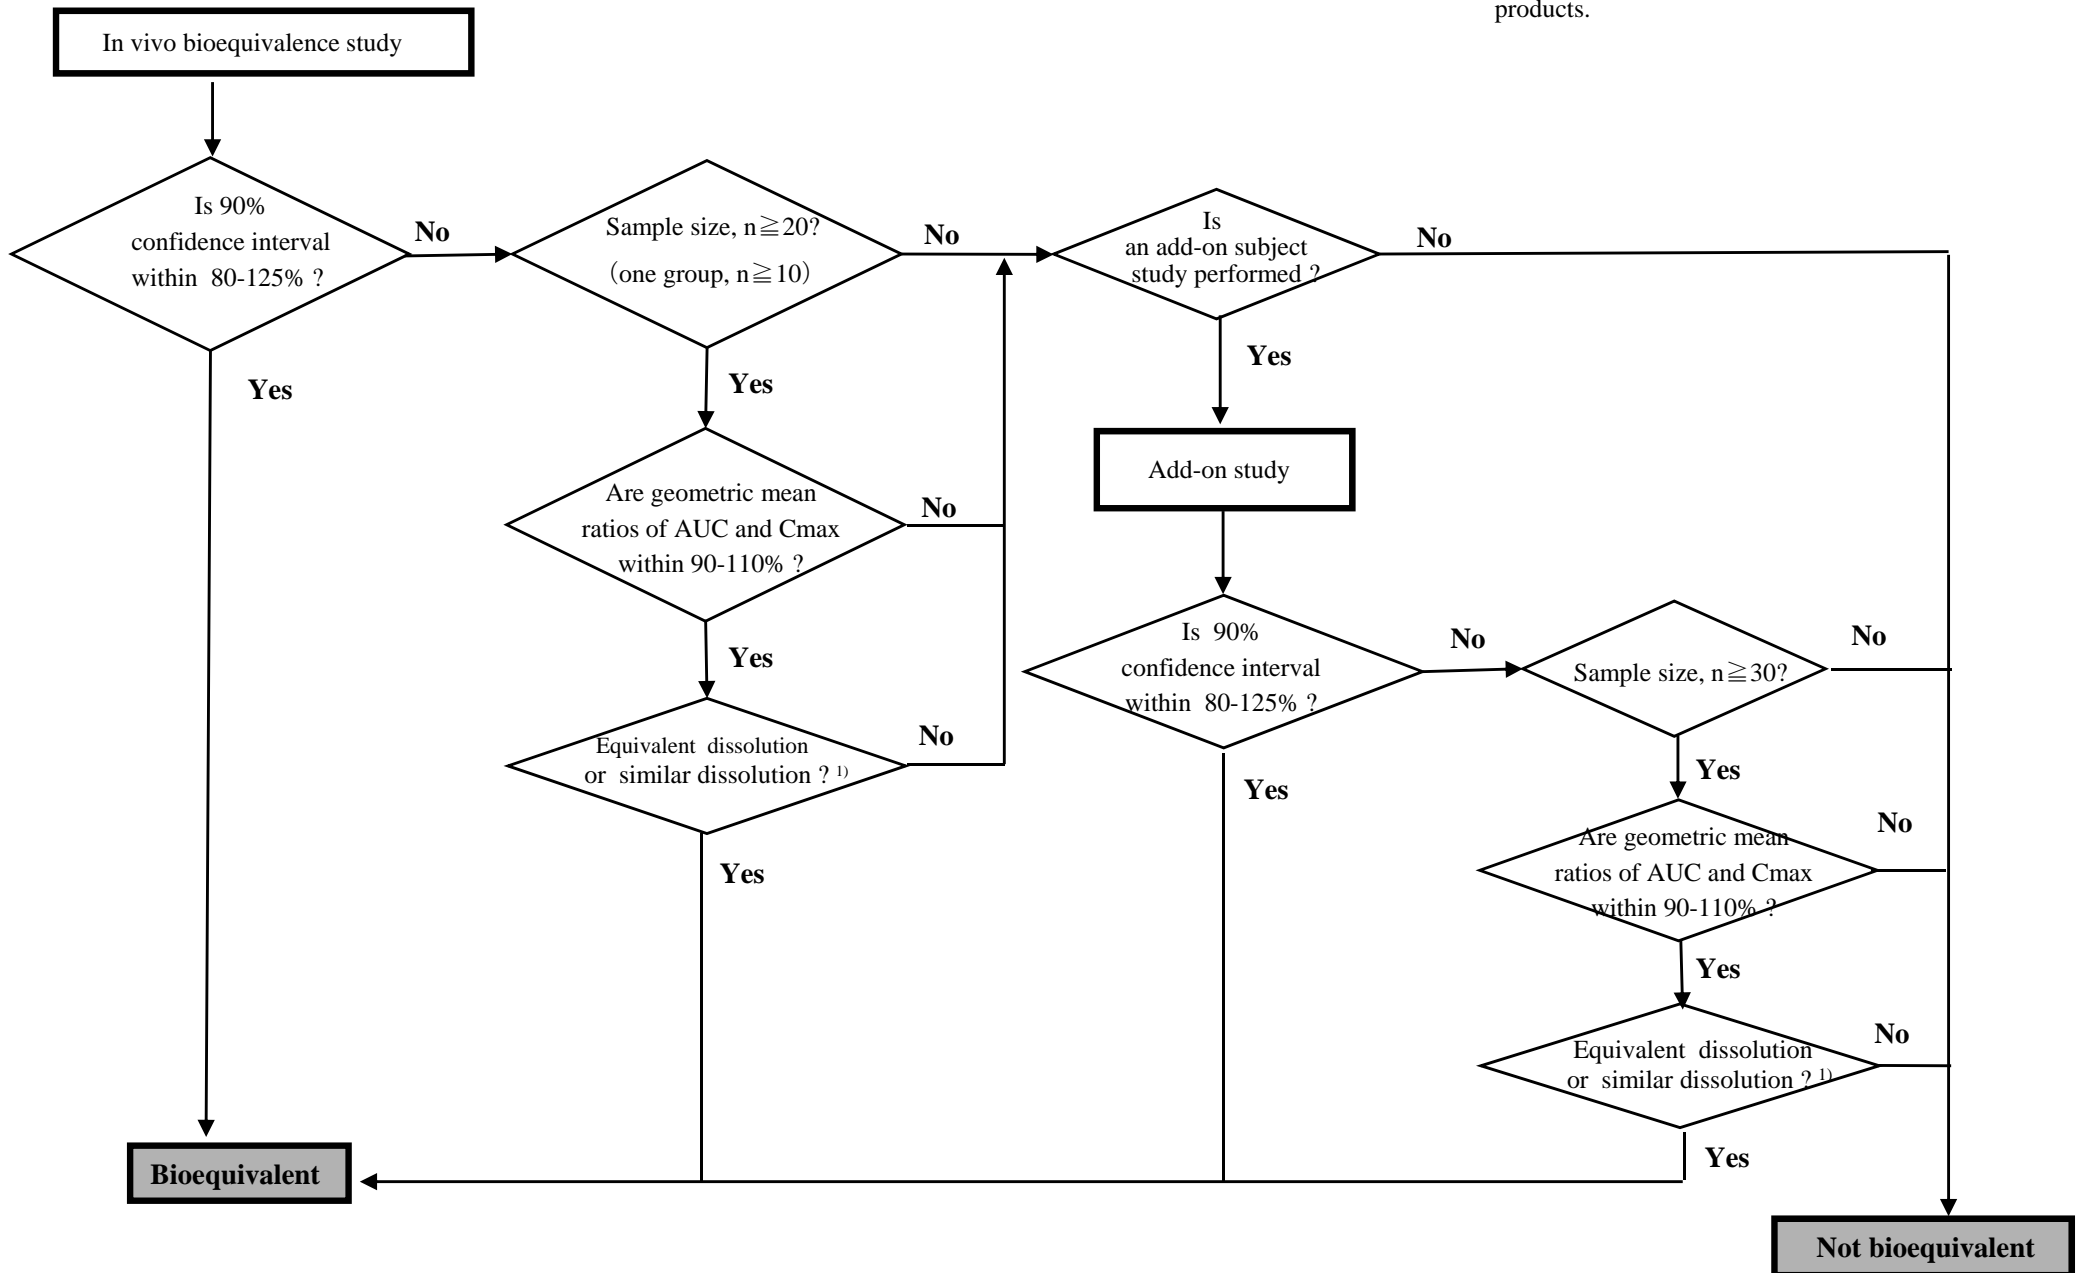 products.
In vivo bioequivalence study
Is 90%
confidence interval
within 80-125% ?
No
Yes
Sample size, n≧20?
(one group, n≧10)
No
Yes
Are geometric mean
ratios of AUC and Cmax
within 90-110% ?
No
Yes
Equivalent dissolution
or similar dissolution ? 1)
No
Yes
Is
an add-on subject
study performed ?
No
Yes
Add-on study
Is 90%
confidence interval
within 80-125% ?
No
Yes
Sample size, n≧30?
No
Yes
Are geometric mean
ratios of AUC and Cmax
within 90-110% ?
No
Yes
Equivalent dissolution
or similar dissolution ? 1)
No
Yes
Bioequivalent
Not bioequivalent